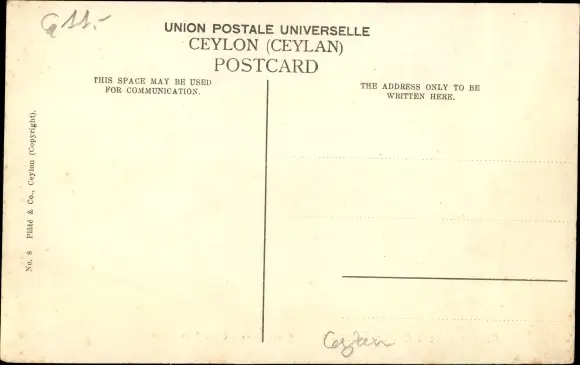 G 11.-
UNION POSTALE UNIVERSELLE
CEYLON (CEYLAN)
POSTCARD
THIS SPACE MAY BE USED
FOR COMMUNICATION.
THE ADDRESS ONLY TO BE
WRITTEN HERE.
No. 8 Plâté & Co., Ceylon (Copyright).
Ceylon